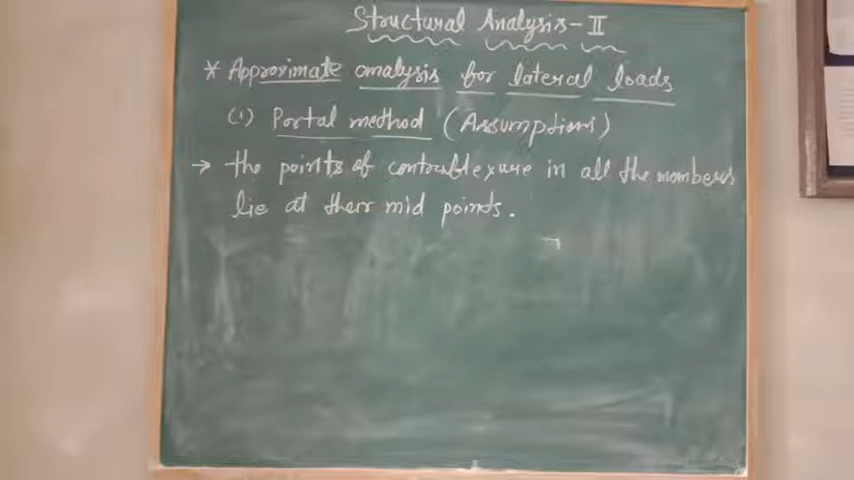 Structural Analysis-II
* Approximate analysis for lateral loads
(1) Portal method (Assumptions)
→ the points of contraflexure in all the members
lie at their mid points.